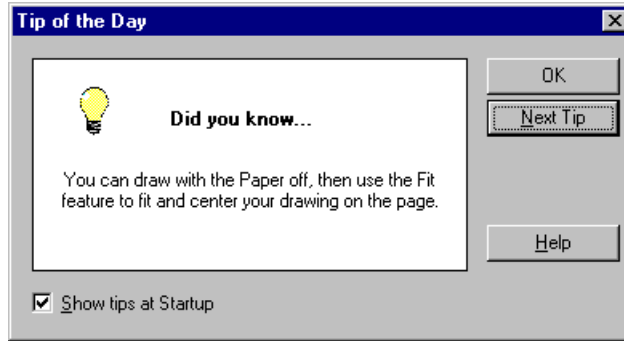 Tip of the Day
OK
Did you know...
Next Tip
You can draw with the Paper off, then use the Fit
feature to fit and center your drawing on the page.
Help
Show tips at Startup